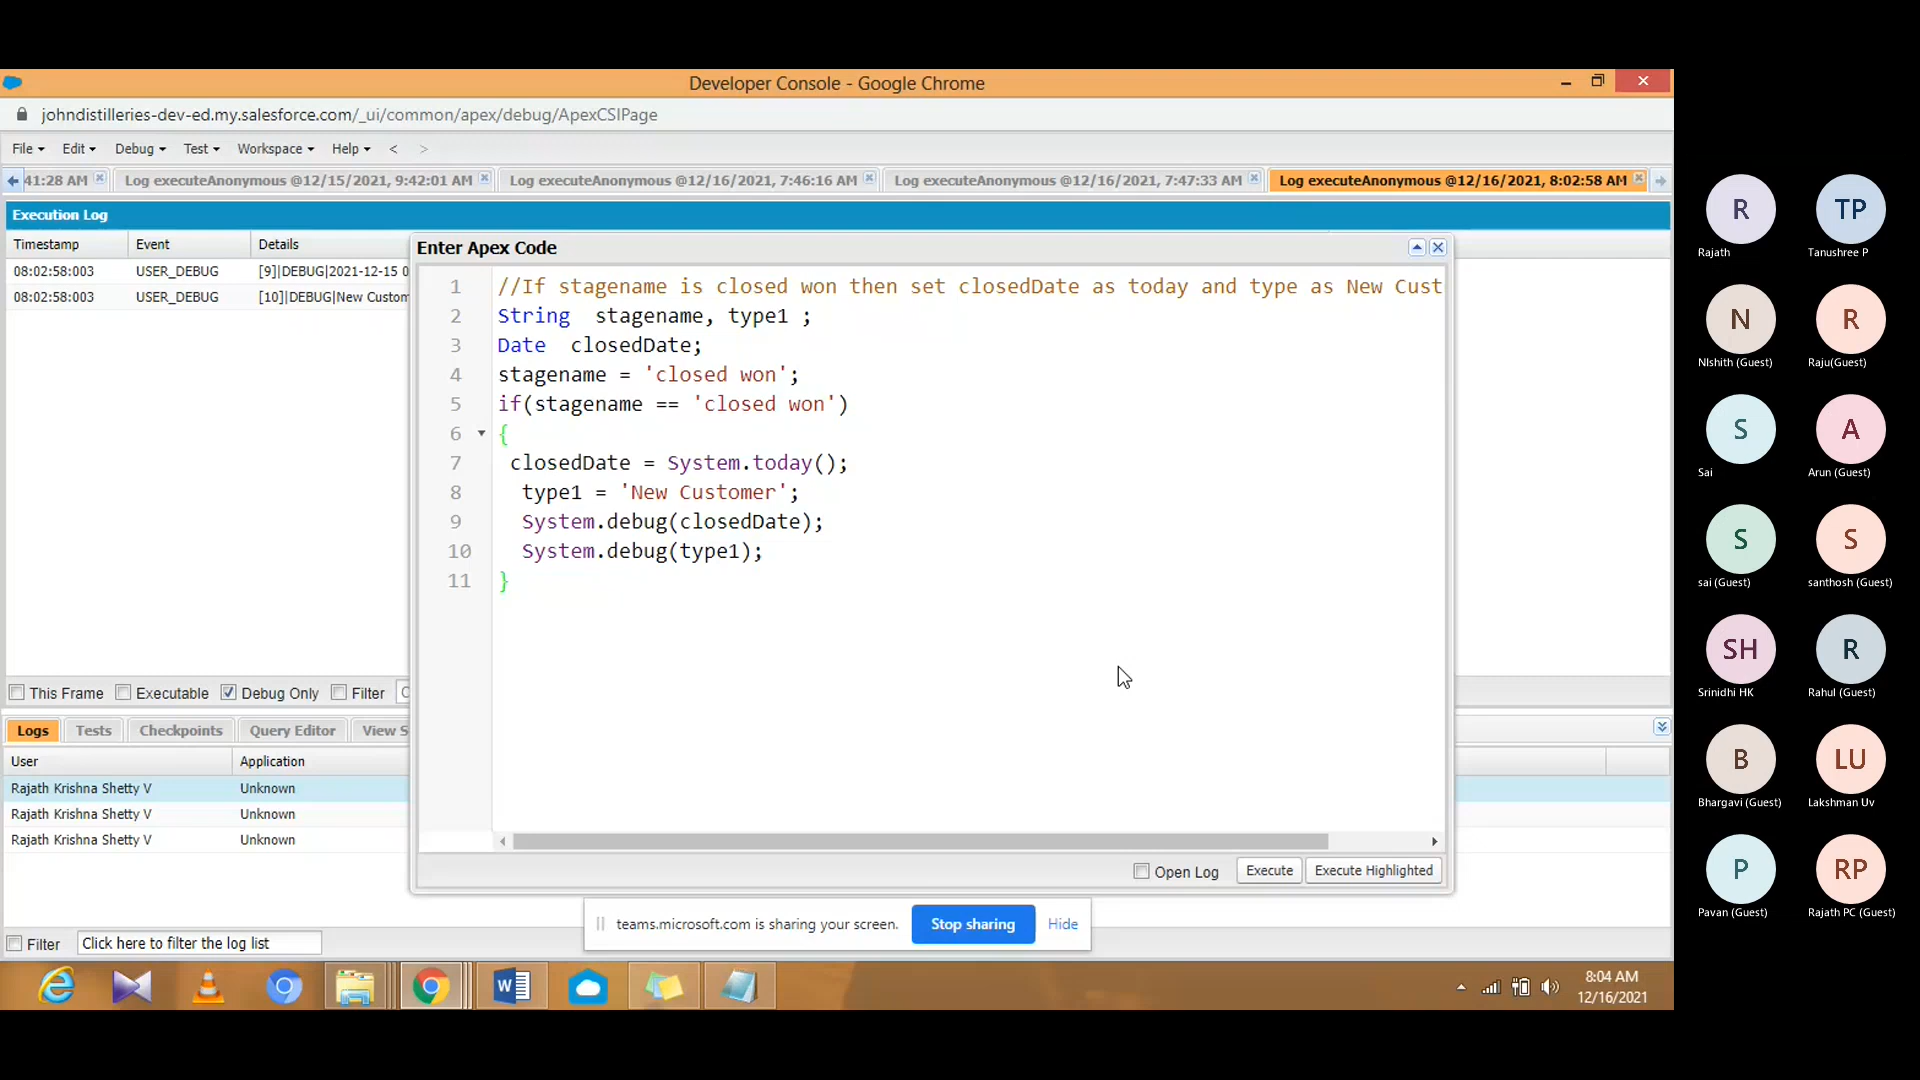 Developer Console - Google Chrome
johndistilleries-dev-ed.my.salesforce.com/_ui/common/apex/debug/ApexCSIPage
File Edit Debug Test Workspace Help < >
41:28 AM Log executeAnonymous @12/15/2021, 9:42:01 AM Log executeAnonymous @12/16/2021, 7:46:16 AM Log executeAnonymous @12/16/2021, 7:47:33 AM Log executeAnonymous @12/16/2021, 8:02:58 AM
Execution Log
Timestamp Event Details
08:02:58:003 USER_DEBUG [9]|DEBUG|2021-12-15 0
08:02:58:003 USER_DEBUG [10]|DEBUG|New Custom
Enter Apex Code
1 //If stagename is closed won then set closedDate as today and type as New Cust
2 String stagename, type1 ;
3 Date closedDate;
4 stagename = 'closed won';
5 if(stagename == 'closed won')
6 {
7 closedDate = System.today();
8 type1 = 'New Customer';
9 System.debug(closedDate);
10 System.debug(type1);
11 }
Open Log Execute Execute Highlighted
This Frame Executable Debug Only Filter
Logs Tests Checkpoints Query Editor View S
User Application
Rajath Krishna Shetty V Unknown
Rajath Krishna Shetty V Unknown
Rajath Krishna Shetty V Unknown
Filter Click here to filter the log list
teams.microsoft.com is sharing your screen. Stop sharing Hide
8:04 AM
12/16/2021
R TP
Rajath Tanushree P
N R
NIshith (Guest) Raju(Guest)
S A
Sai Arun (Guest)
S S
sai (Guest) santhosh (Guest)
SH R
Srinidhi HK Rahul (Guest)
B LU
Bhargavi (Guest) Lakshman Uv
P RP
Pavan (Guest) Rajath PC (Guest)